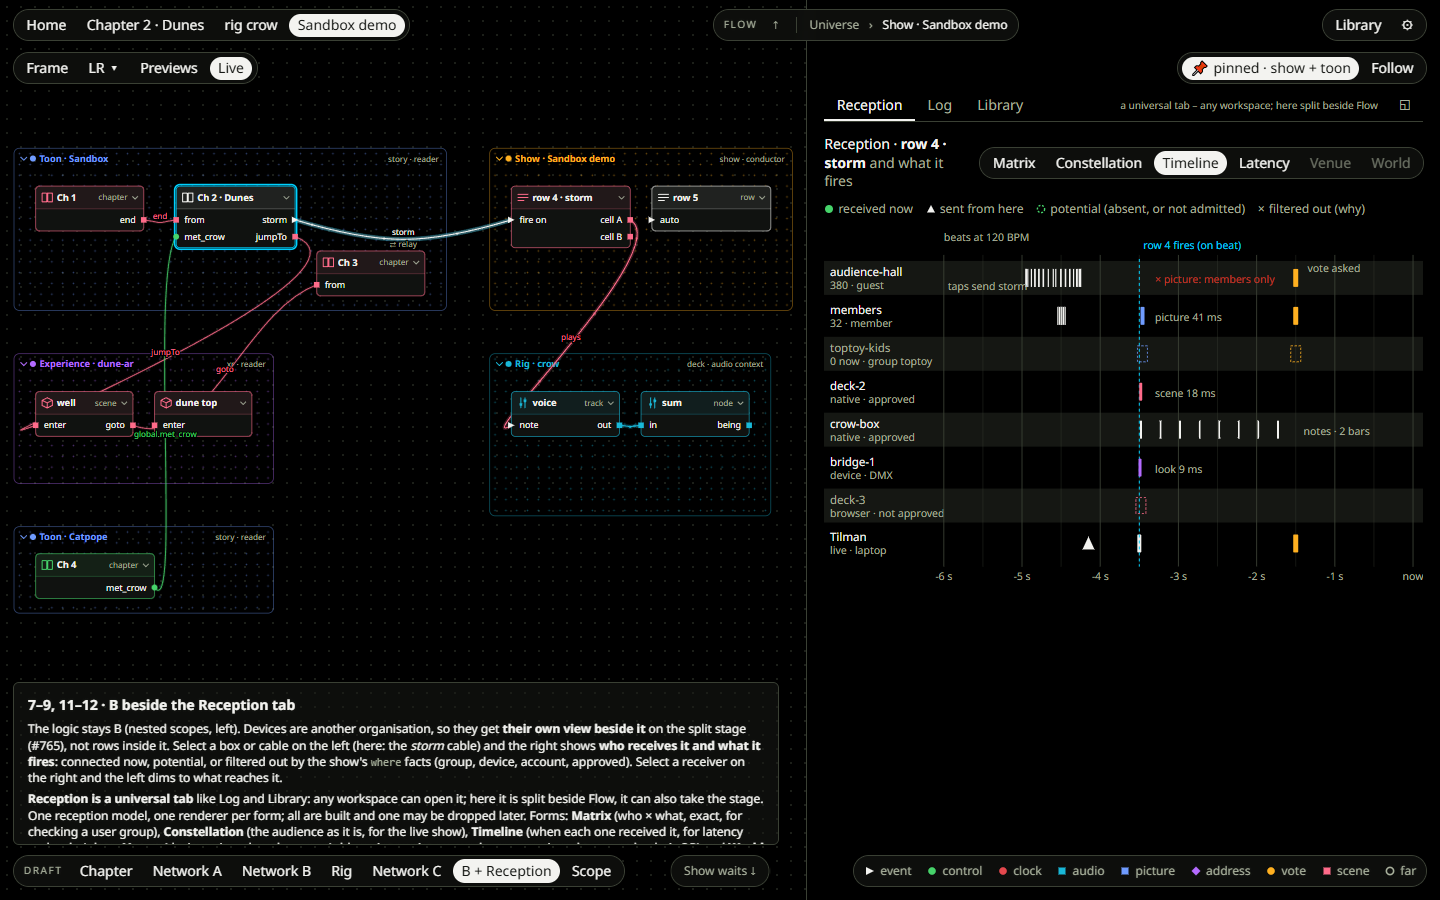 Home Chapter 2 · Dunes rig crow Sandbox demo
FLOW ↑ Universe › Show · Sandbox demo
Library ⚙
Frame LR ▾ Previews Live
📌 pinned · show + toon Follow
Toon · Sandbox story · reader
Ch 1 chapter
end
end
Ch 2 · Dunes
from storm
met_crow jumpTo
Ch 3 chapter
from
storm
⇄ relay
Show · Sandbox demo show · conductor
row 4 · storm
fire on cell A
cell B
row 5 row
auto
jumpTo
goto
plays
Experience · dune-ar xr · reader
well scene
enter goto
dune top
enter
global.met_crow
Rig · crow deck · audio context
voice track
note out
sum node
in being
Toon · Catpope story · reader
Ch 4 chapter
met_crow
7–9, 11–12 · B beside the Reception tab
The logic stays B (nested scopes, left). Devices are another organisation, so they get their own view beside it on the split stage
(#765), not rows inside it. Select a box or cable on the left (here: the storm cable) and the right shows who receives it and what it
fires: connected now, potential, or filtered out by the show's where facts (group, device, account, approved). Select a receiver on
the right and the left dims to what reaches it.
Reception is a universal tab like Log and Library: any workspace can open it; here it is split beside Flow, it can also take the stage.
One reception model, one renderer per form; all are built and one may be dropped later. Forms: Matrix (who × what, exact, for
checking a user group), Constellation (the audience as it is, for the live show), Timeline (when each one received it, for latency
DRAFT Chapter Network A Network B Rig Network C B + Reception Scope
Show waits ↓
Reception Log Library
a universal tab – any workspace; here split beside Flow ◱
Reception · row 4 ·
storm and what it
fires
Matrix Constellation Timeline Latency Venue World
received now sent from here potential (absent, or not admitted) × filtered out (why)
beats at 120 BPM
row 4 fires (on beat)
audience-hall
380 · guest
taps send storm
× picture: members only
vote asked
members
32 · member
picture 41 ms
toptoy-kids
0 now · group toptoy
deck-2
native · approved
scene 18 ms
crow-box
native · approved
notes · 2 bars
bridge-1
device · DMX
look 9 ms
deck-3
browser · not approved
Tilman
live · laptop
-6 s -5 s -4 s -3 s -2 s -1 s now
event control clock audio picture address vote scene far